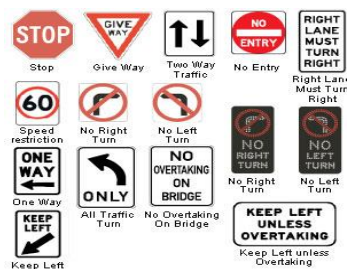 STOP
Stop
GIVE
WAY
Give Way
Two Way
Traffic
NO
ENTRY
No Entry
RIGHT
LANE
MUST
TURN
RIGHT
Right Lane
Must Turn
Right
60
Speed
restriction
No Right
Turn
No Left
Turn
NO
RIGHT
TURN
No Right
Turn
NO
LEFT
TURN
No Left
Turn
ONE
WAY
One Way
ONLY
All Traffic
Turn
NO
OVERTAKING
ON
BRIDGE
No Overtaking
On Bridge
KEEP
LEFT
Keep Left
KEEP LEFT
UNLESS
OVERTAKING
Keep Left unless
Overtaking